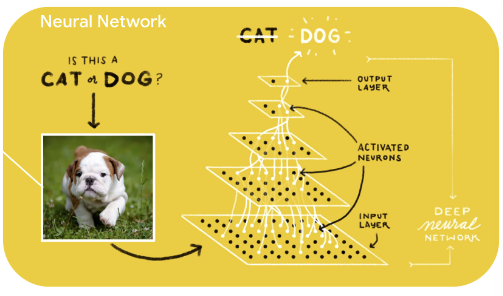 Neural Network
IS THIS A
CAT or DOG?
CAT DOG
OUTPUT
LAYER
ACTIVATED
NEURONS
INPUT
LAYER
DEEP
neural
NETWORK